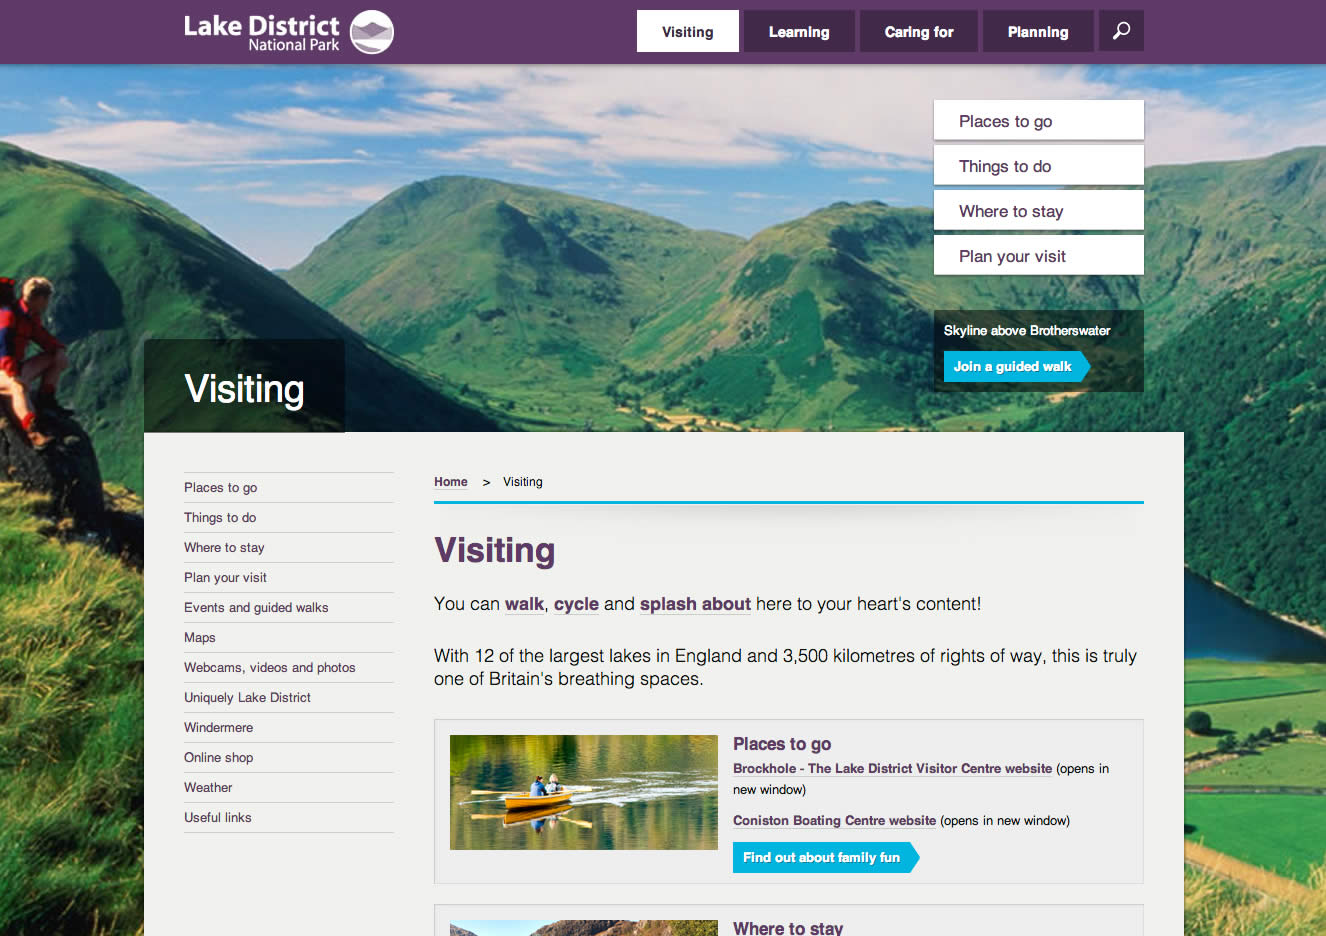 Lake District
National Park
Visiting
Learning
Caring for
Planning
Places to go
Things to do
Where to stay
Plan your visit
Skyline above Brotherswater
Join a guided walk
Visiting
Places to go
Things to do
Where to stay
Plan your visit
Events and guided walks
Maps
Webcams, videos and photos
Uniquely Lake District
Windermere
Online shop
Weather
Useful links
Home > Visiting
Visiting
You can walk, cycle and splash about here to your heart's content!
With 12 of the largest lakes in England and 3,500 kilometres of rights of way, this is truly
one of Britain's breathing spaces.
Places to go
Brockhole - The Lake District Visitor Centre website (opens in
new window)
Coniston Boating Centre website (opens in new window)
Find out about family fun
Where to stay